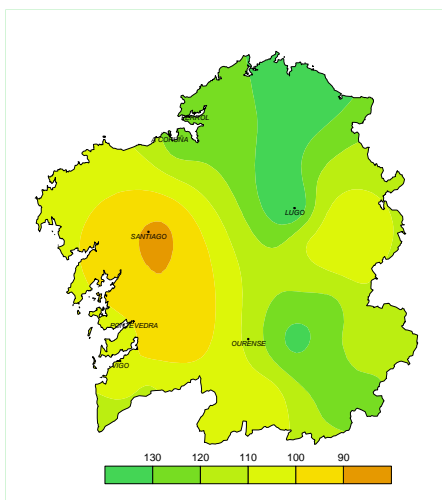 FERROL
A CORUÑA
LUGO
SANTIAGO
PONTEVEDRA
OURENSE
VIGO
130 120 110 100 90